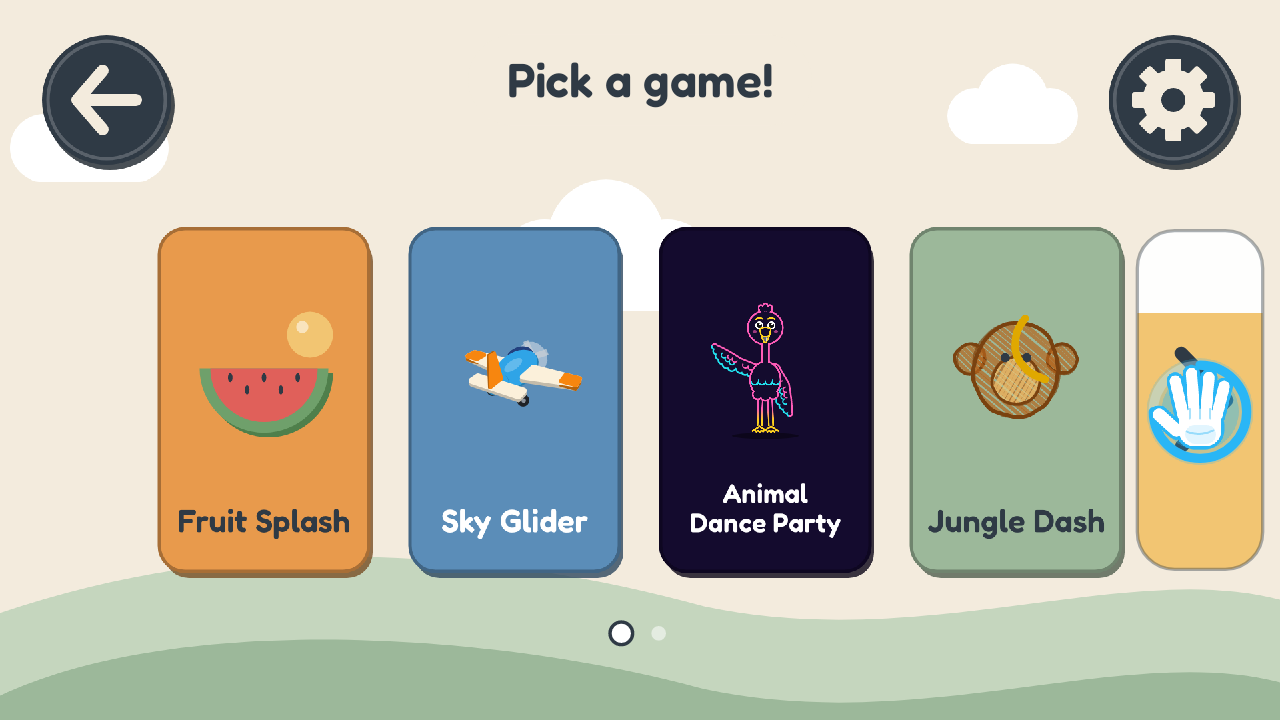 Pick a game!
Fruit Splash
Sky Glider
Animal
Dance Party
Jungle Dash